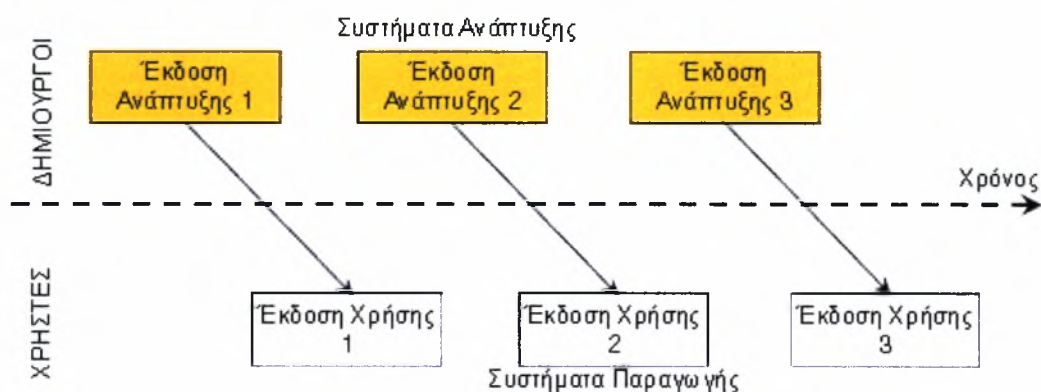 Συστήματα Ανάπτυξης
ΔΗΜΙΟΥΡΓΟΙ
Έκδοση
Ανάπτυξης 1
Έκδοση
Ανάπτυξης 2
Έκδοση
Ανάπτυξης 3
Χρόνος
ΧΡΗΣΤΕΣ
Έκδοση Χρήσης
1
Έκδοση Χρήσης
2
Έκδοση Χρήσης
3
Συστήματα Παραγωγής